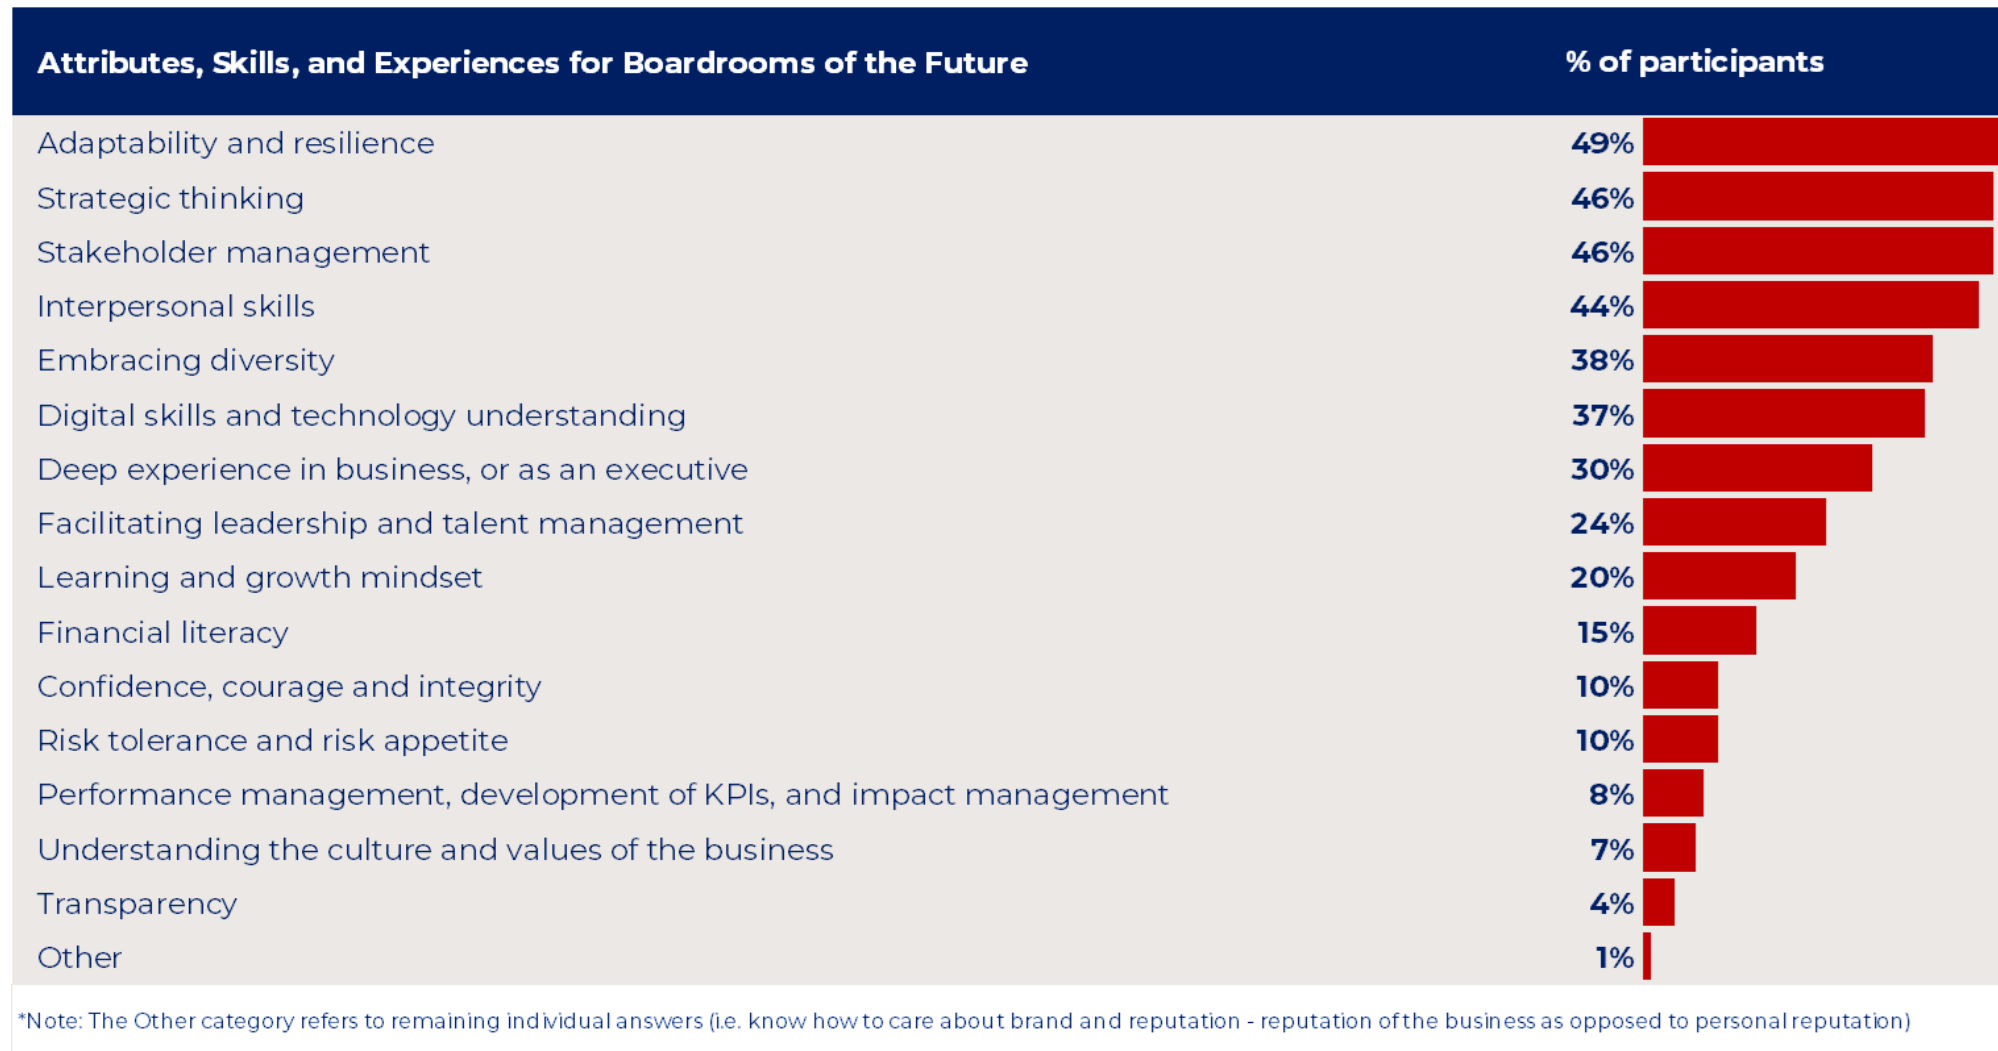 Attributes, Skills, and Experiences for Boardrooms of the Future % of participants
Adaptability and resilience 49%
Strategic thinking 46%
Stakeholder management 46%
Interpersonal skills 44%
Embracing diversity 38%
Digital skills and technology understanding 37%
Deep experience in business, or as an executive 30%
Facilitating leadership and talent management 24%
Learning and growth mindset 20%
Financial literacy 15%
Confidence, courage and integrity 10%
Risk tolerance and risk appetite 10%
Performance management, development of KPIs, and impact management 8%
Understanding the culture and values of the business 7%
Transparency 4%
Other 1%
*Note: The Other category refers to remaining individual answers (i.e. know how to care about brand and reputation - reputation of the business as opposed to personal reputation)